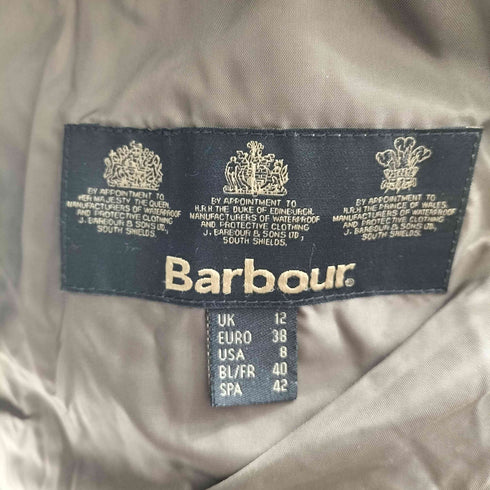 BY APPOINTMENT TO
HER MAJESTY THE QUEEN
MANUFACTURERS OF WATERPROOF
AND PROTECTIVE CLOTHING
J. BARBOUR & SONS LTD,
SOUTH SHIELDS.
BY APPOINTMENT TO
H.R.H THE DUKE OF EDINBURGH.
MANUFACTURERS OF WATERPROOF
AND PROTECTIVE CLOTHING
J. BARBOUR & SONS LTD,
SOUTH SHIELDS.
BY APPOINTMENT TO
H.R.H THE PRINCE OF WALES.
MANUFACTURERS OF WATERPROOF
AND PROTECTIVE CLOTHING
J. BARBOUR & SONS LTD,
SOUTH SHIELDS.
Barbour
UK 12
EURO 38
USA 8
BL/FR 40
SPA 42